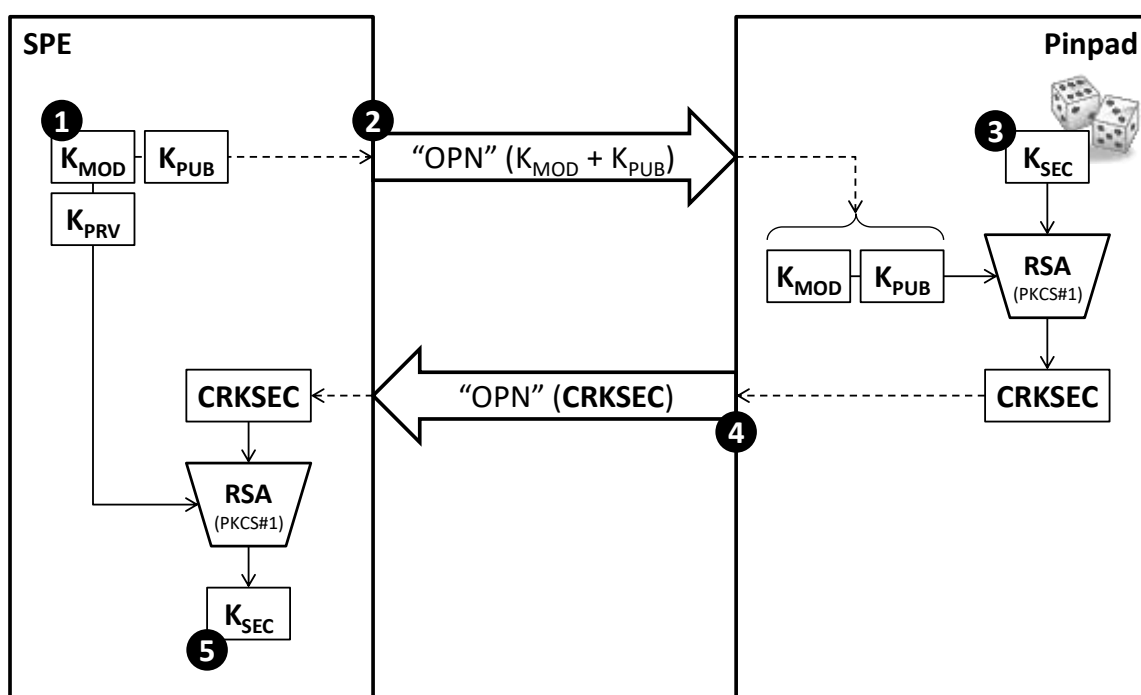 SPE
Pinpad
1
2
3
K_MOD
K_PUB
"OPN" (K_MOD + K_PUB)
K_SEC
K_PRV
K_MOD
K_PUB
RSA
(PKCS#1)
CRKSEC
"OPN" (CRKSEC)
CRKSEC
4
RSA
(PKCS#1)
K_SEC
5